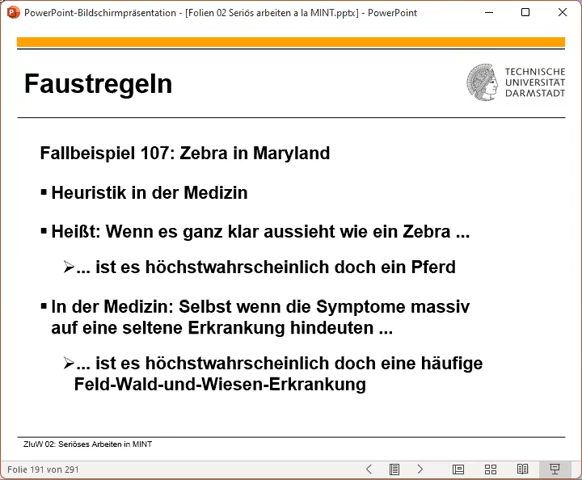 PowerPoint-Bildschirmpräsentation - [Folien 02 Seriös arbeiten a la MINT.pptx] - PowerPoint
Faustregeln
TECHNISCHE
UNIVERSITÄT
DARMSTADT
Fallbeispiel 107: Zebra in Maryland
▪ Heuristik in der Medizin
▪ Heißt: Wenn es ganz klar aussieht wie ein Zebra ...
➢... ist es höchstwahrscheinlich doch ein Pferd
▪ In der Medizin: Selbst wenn die Symptome massiv
auf eine seltene Erkrankung hindeuten ...
➢... ist es höchstwahrscheinlich doch eine häufige
Feld-Wald-und-Wiesen-Erkrankung
ZluW 02: Seriöses Arbeiten in MINT
Folie 191 von 291